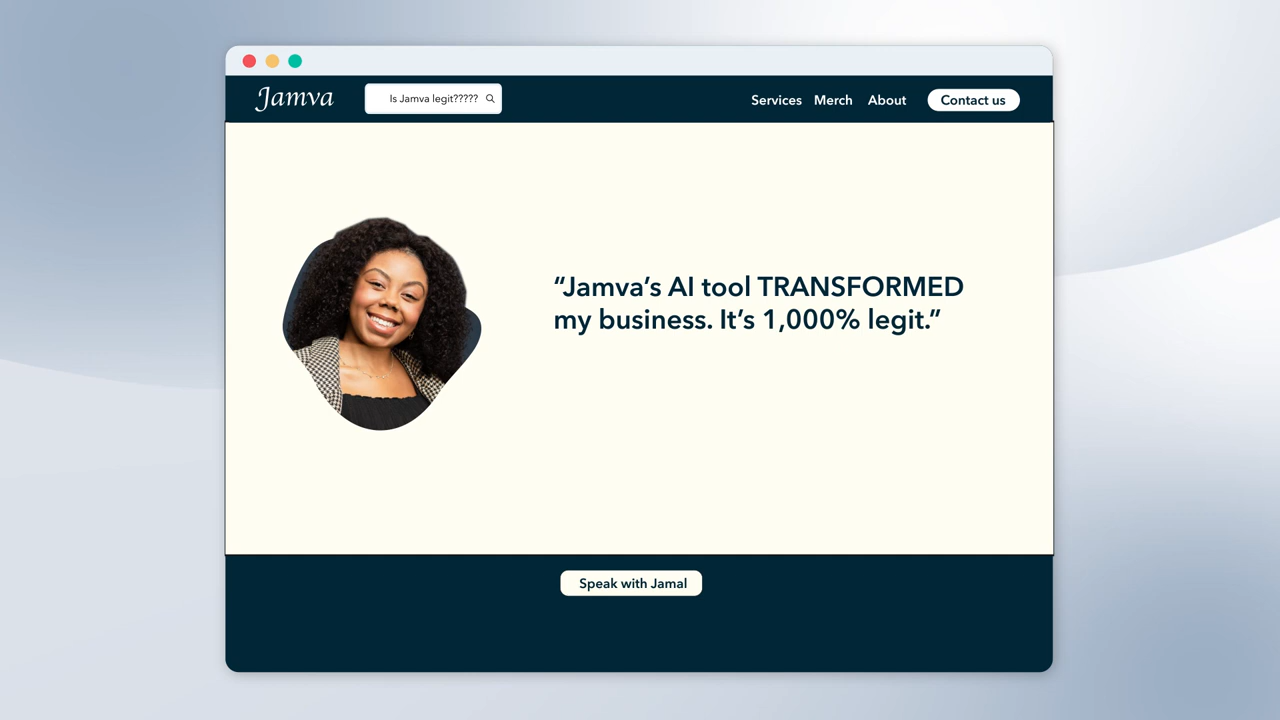 Jamva
Is Jamva legit?????
Services
Merch
About
Contact us
“Jamva’s AI tool TRANSFORMED
my business. It’s 1,000% legit.”
Speak with Jamal